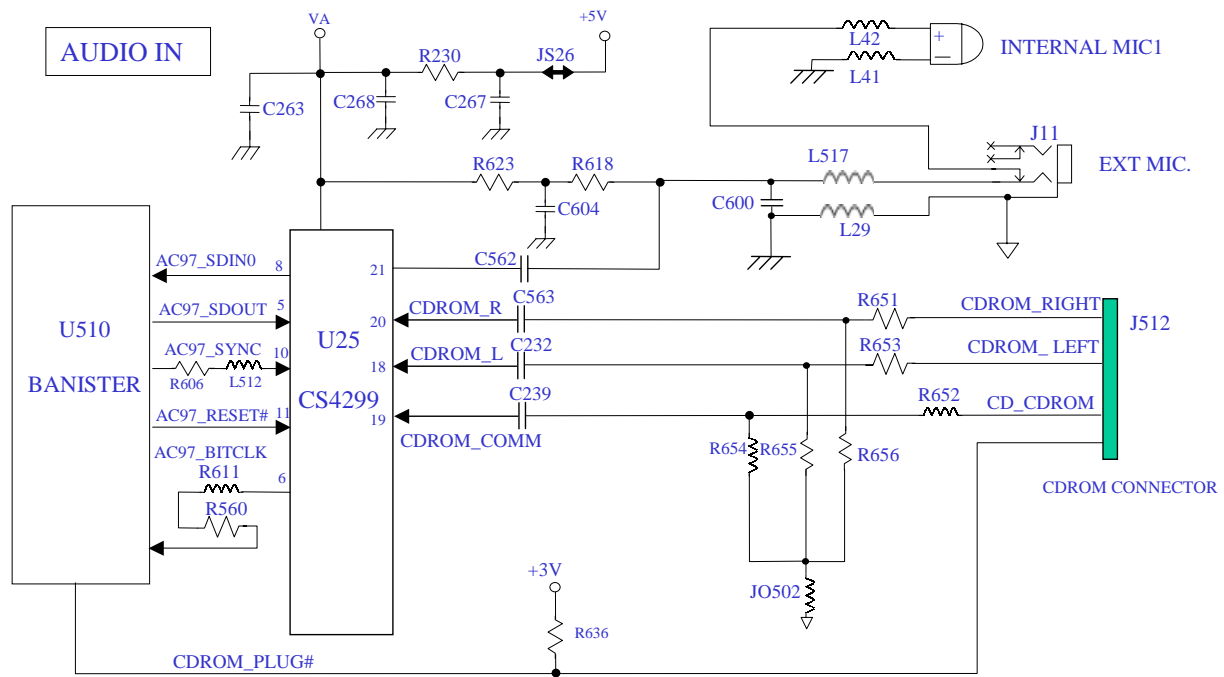 AUDIO IN
VA
+5V
R230
JS26
C263
C268
C267
L42
+
−
L41
INTERNAL MIC1
J11
EXT MIC.
R623
R618
L517
C604
C600
L29
U510
BANISTER
AC97_SDIN0
8
AC97_SDOUT
5
AC97_SYNC
10
R606
L512
AC97_RESET#
11
AC97_BITCLK
6
R611
R560
U25
CS4299
21
20
18
19
C562
C563
CDROM_R
C232
CDROM_L
C239
CDROM_COMM
R651
CDROM_RIGHT
R653
CDROM_ LEFT
R652
CD_CDROM
J512
R654
R655
R656
CDROM CONNECTOR
JO502
+3V
R636
CDROM_PLUG#